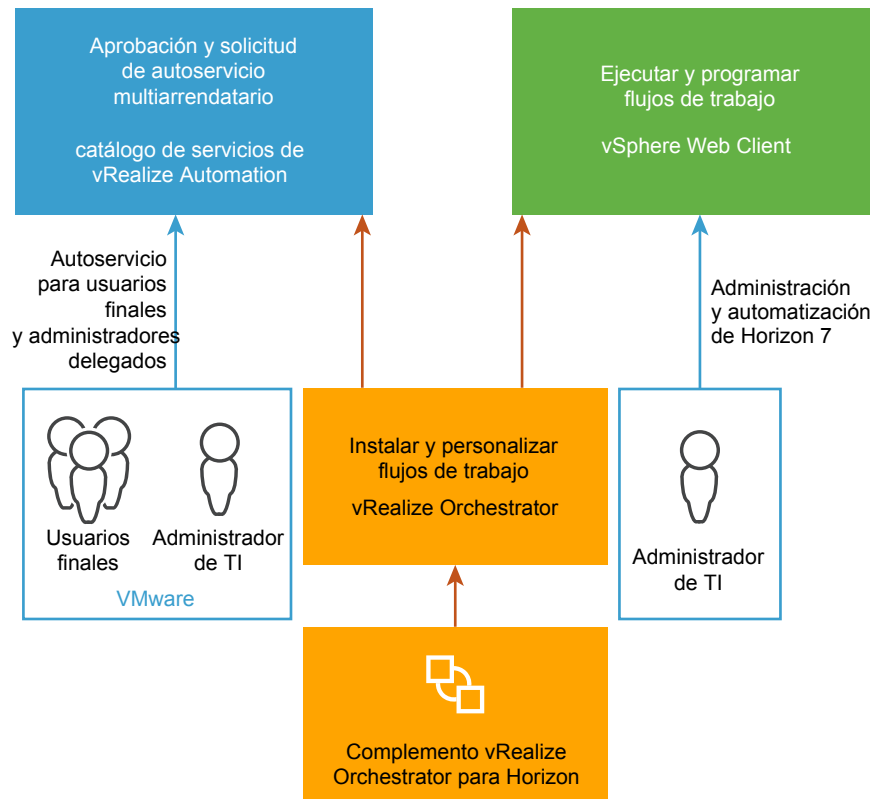 Aprobación y solicitud
de autoservicio
multiarrendatario
catálogo de servicios de
vRealize Automation
Ejecutar y programar
flujos de trabajo
vSphere Web Client
Autoservicio
para usuarios
finales
y administradores
delegados
Administración
y automatización
de Horizon 7
Usuarios
finales
Administrador
de TI
VMware
Instalar y personalizar
flujos de trabajo
vRealize Orchestrator
Administrador
de TI
Complemento vRealize
Orchestrator para Horizon